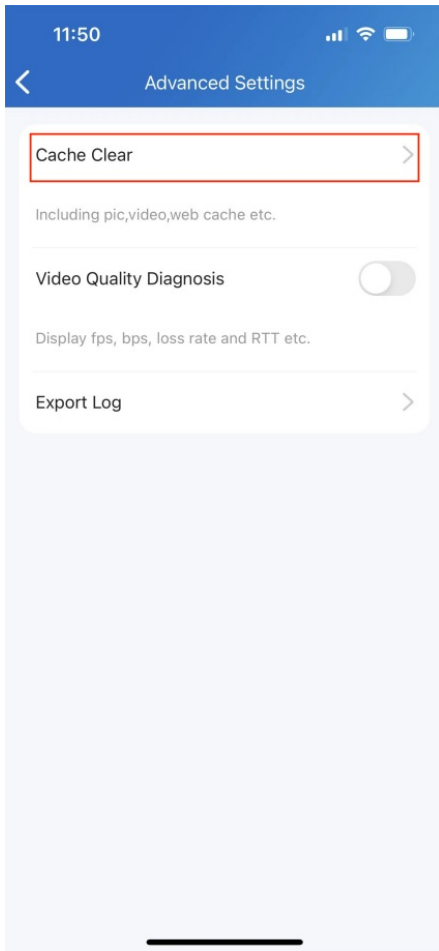 11:50
Advanced Settings
Cache Clear
Including pic,video,web cache etc.
Video Quality Diagnosis
Display fps, bps, loss rate and RTT etc.
Export Log